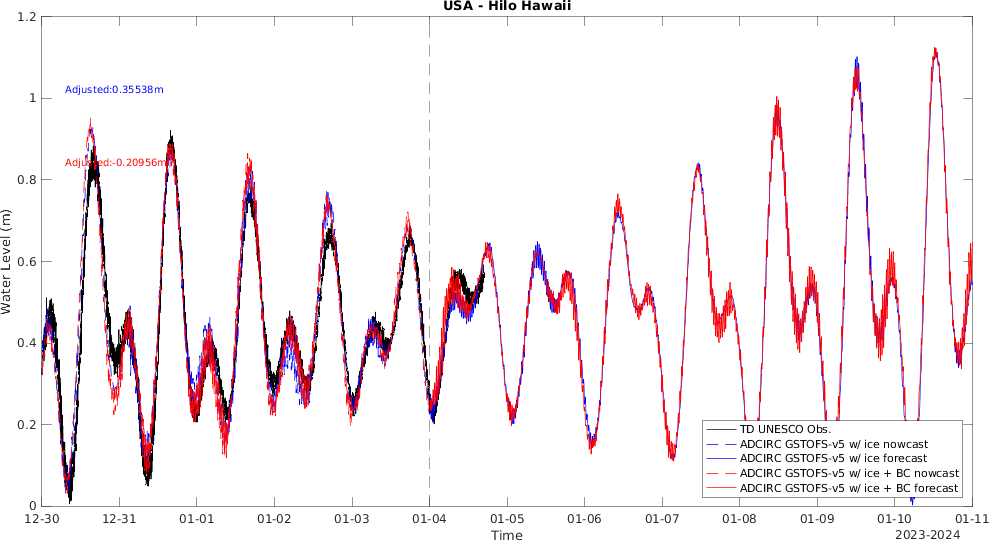 USA - Hilo Hawaii
1.2
1
0.8
0.6
0.4
0.2
0
Water Level (m)
Adjusted:0.35538m
Adjusted:-0.20956m
TD UNESCO Obs.
ADCIRC GSTOFS-v5 w/ ice nowcast
ADCIRC GSTOFS-v5 w/ ice forecast
ADCIRC GSTOFS-v5 w/ ice + BC nowcast
ADCIRC GSTOFS-v5 w/ ice + BC forecast
12-30 12-31 01-01 01-02 01-03 01-04 01-05 01-06 01-07 01-08 01-09 01-10 01-11
Time
2023-2024